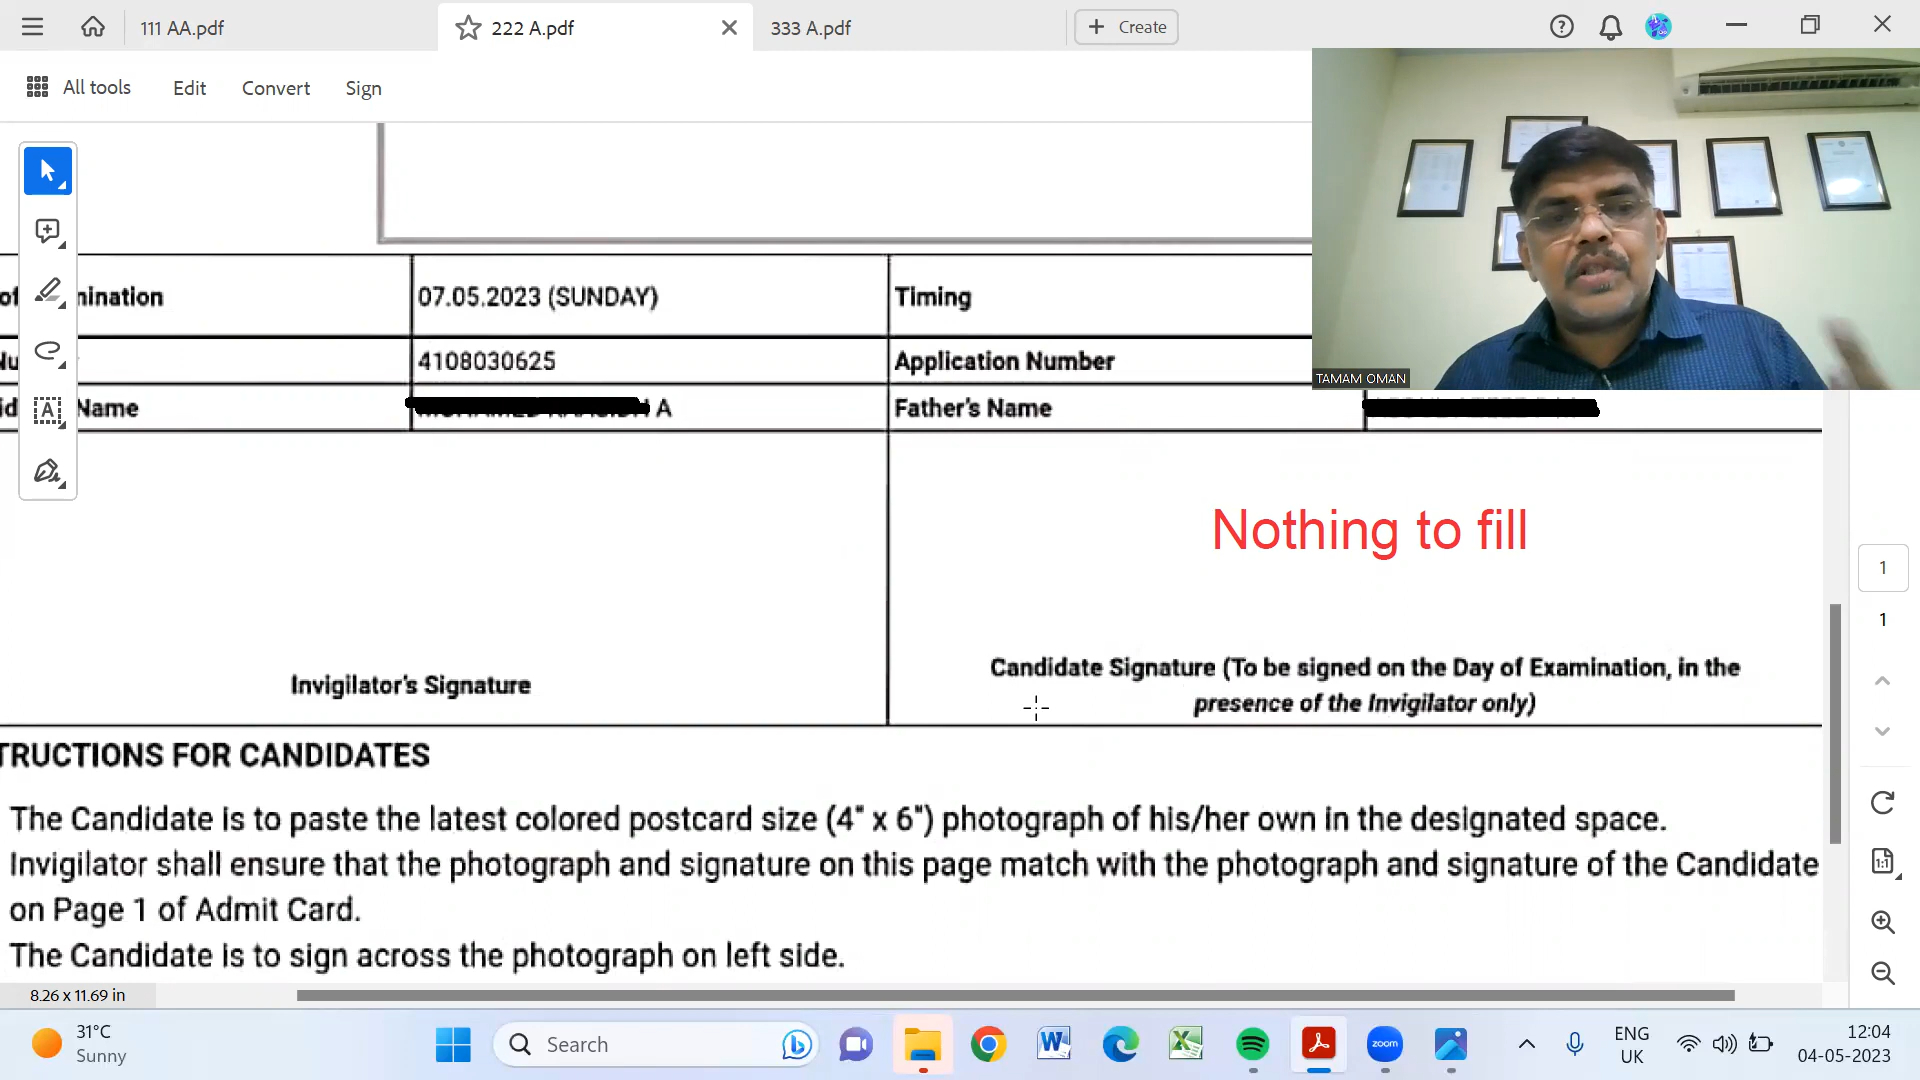 111 AA.pdf
222 A.pdf
333 A.pdf
Create
All tools
Edit
Convert
Sign
TAMAM OMAN
07.05.2023 (SUNDAY)
Timing
4108030625
Application Number
Name
A
Father's Name
Nothing to fill
Invigilator's Signature
Candidate Signature (To be signed on the Day of Examination, in the
presence of the Invigilator only)
TRUCTIONS FOR CANDIDATES
The Candidate is to paste the latest colored postcard size (4" x 6") photograph of his/her own in the designated space.
Invigilator shall ensure that the photograph and signature on this page match with the photograph and signature of the Candidate
on Page 1 of Admit Card.
The Candidate is to sign across the photograph on left side.
1
1
8.26 x 11.69 in
31°C
Sunny
Search
zoom
ENG
UK
12:04
04-05-2023